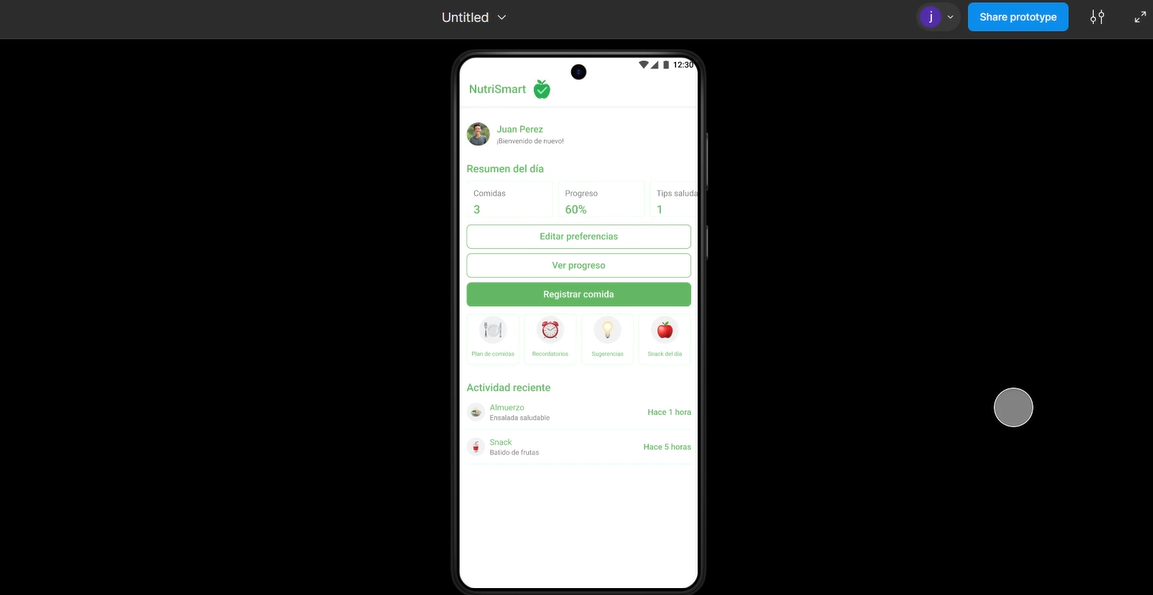 Untitled
j
Share prototype
12:30
NutriSmart
Juan Perez
¡Bienvenido de nuevo!
Resumen del día
Comidas
Progreso
Tips saluda
3
60%
1
Editar preferencias
Ver progreso
Registrar comida
Plan de comidas
Recordatorios
Sugerencias
Snack del día
Actividad reciente
Almuerzo
Hace 1 hora
Ensalada saludable
Snack
Hace 5 horas
Batido de frutas